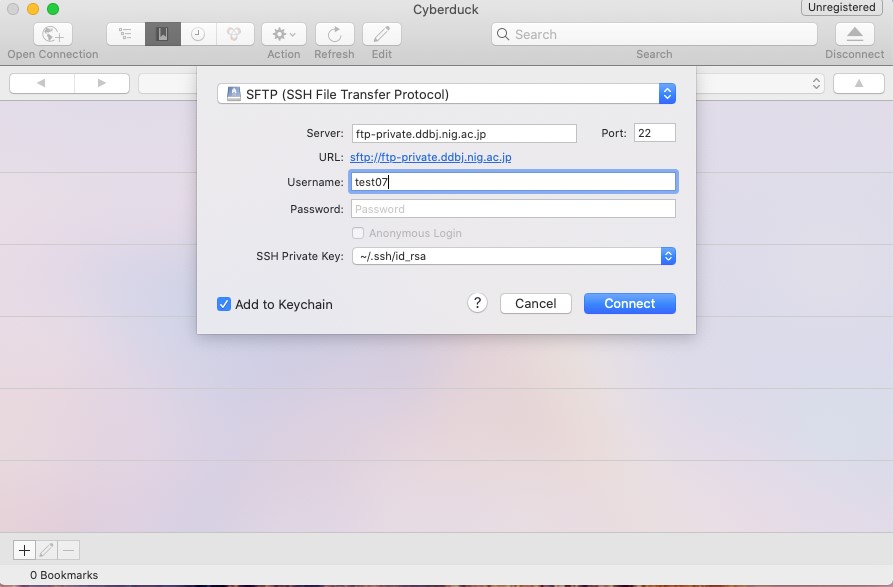 Cyberduck
Unregistered
Open Connection
Action
Refresh
Edit
Search
Search
Disconnect
SFTP (SSH File Transfer Protocol)
Server: ftp-private.ddbj.nig.ac.jp Port: 22
URL: sftp://ftp-private.ddbj.nig.ac.jp
Username: test07
Password: Password
Anonymous Login
SSH Private Key: ~/.ssh/id_rsa
Add to Keychain ? Cancel Connect
0 Bookmarks